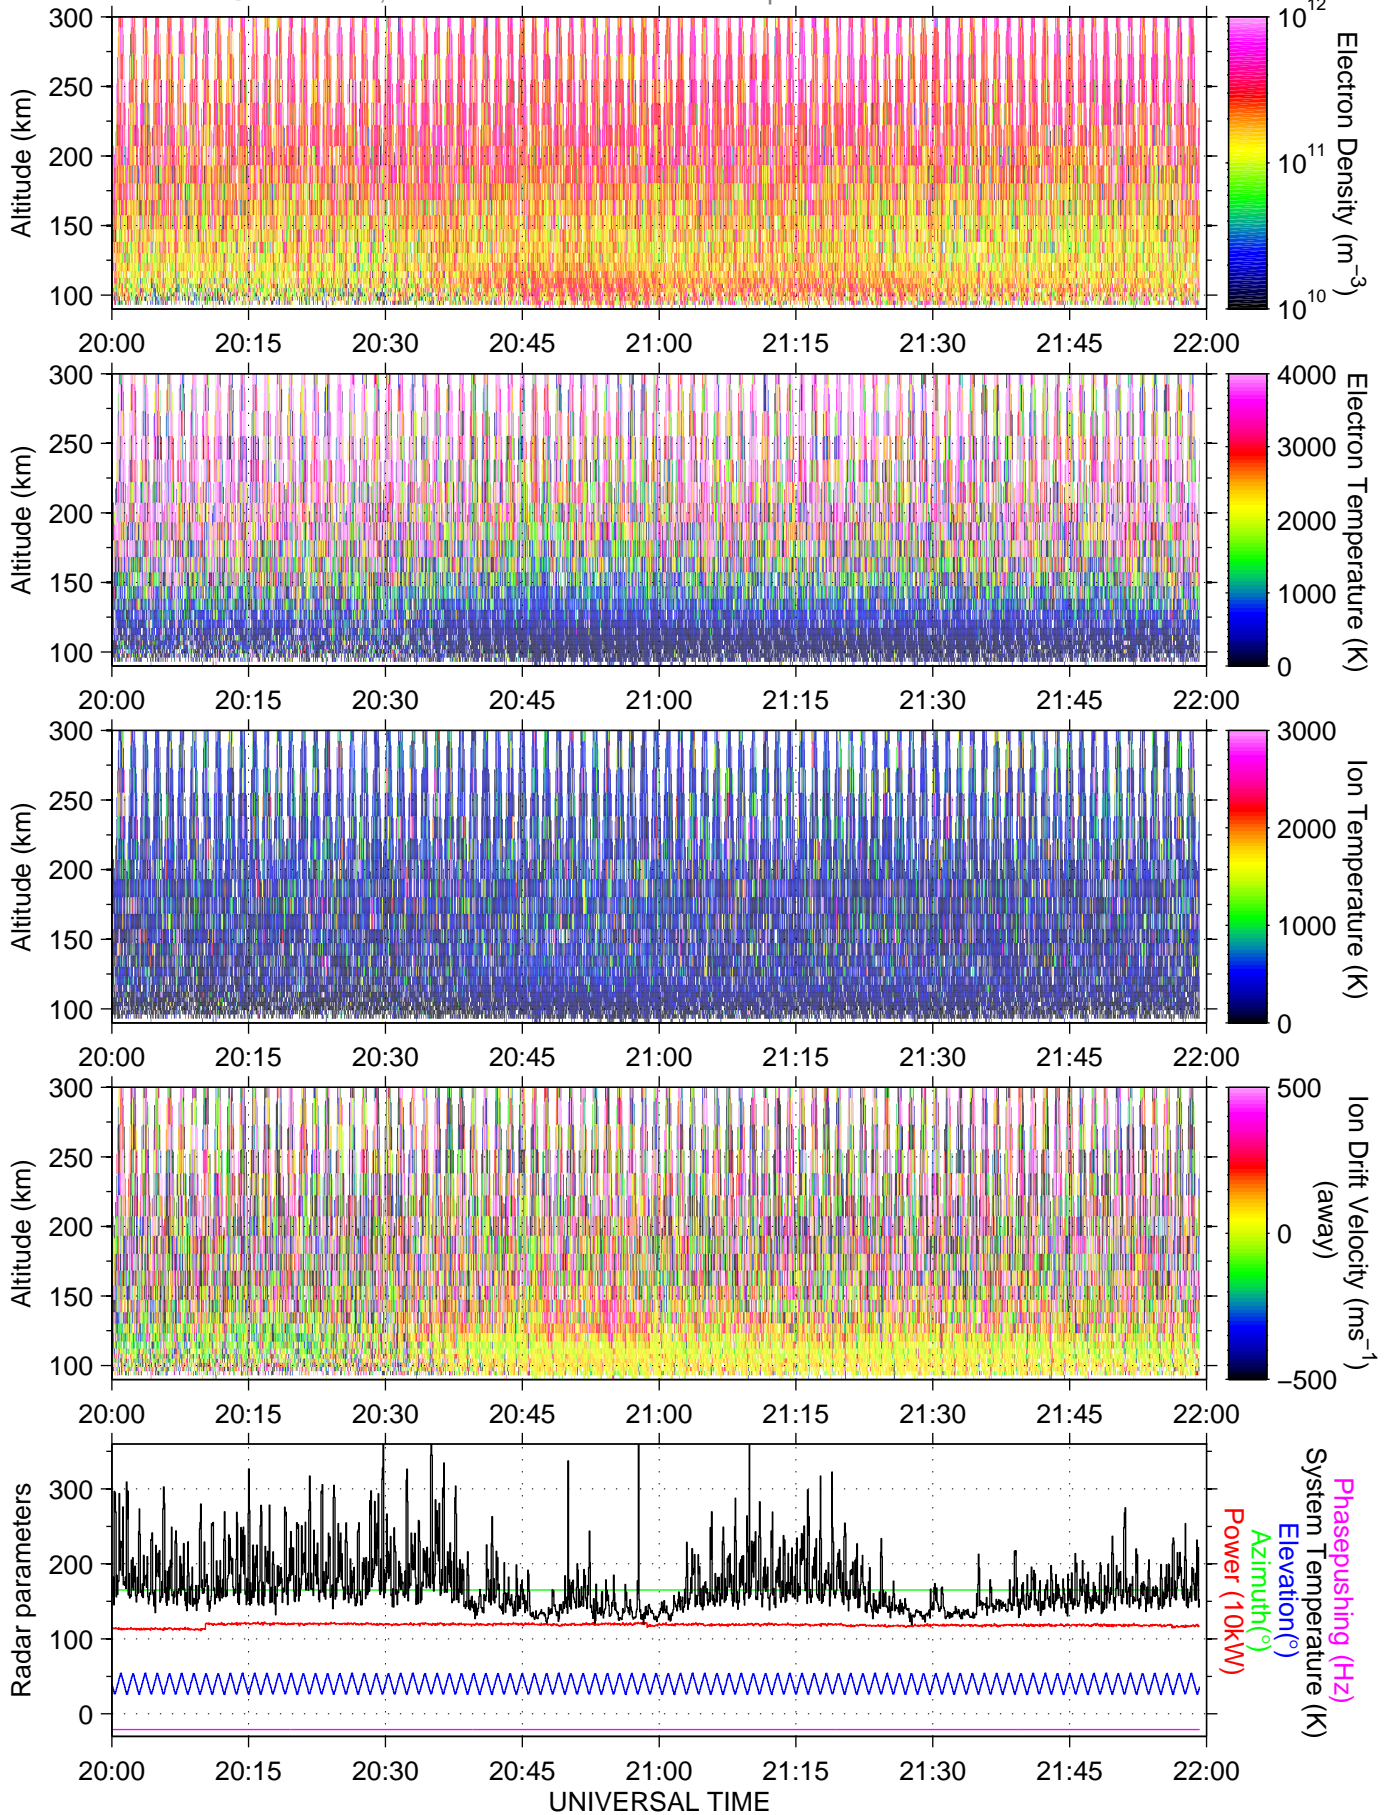 300
250
200
150
100
Altitude (km)
10^12
10^11
10^10
Electron Density (m^−3)
20:00 20:15 20:30 20:45 21:00 21:15 21:30 21:45 22:00
300
250
200
150
100
Altitude (km)
4000
3000
2000
1000
0
Electron Temperature (K)
20:00 20:15 20:30 20:45 21:00 21:15 21:30 21:45 22:00
300
250
200
150
100
Altitude (km)
3000
2000
1000
0
Ion Temperature (K)
20:00 20:15 20:30 20:45 21:00 21:15 21:30 21:45 22:00
300
250
200
150
100
Altitude (km)
500
0
−500
Ion Drift Velocity (ms^−1)
(away)
20:00 20:15 20:30 20:45 21:00 21:15 21:30 21:45 22:00
300
200
100
0
Radar parameters
Phasepushing (Hz)
System Temperature (K)
Elevation(°)
Azimuth(°)
Power (10kW)
20:00 20:15 20:30 20:45 21:00 21:15 21:30 21:45 22:00
UNIVERSAL TIME